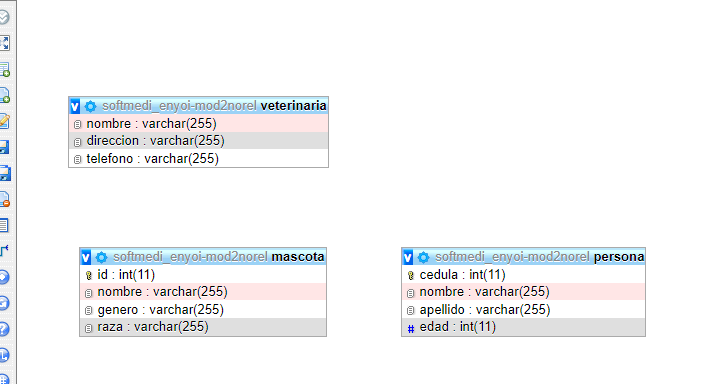 v softmedi_enyoi-mod2norel veterinaria
nombre : varchar(255)
direccion : varchar(255)
telefono : varchar(255)
v softmedi_enyoi-mod2norel mascota
id : int(11)
nombre : varchar(255)
genero : varchar(255)
raza : varchar(255)
v softmedi_enyoi-mod2norel persona
cedula : int(11)
nombre : varchar(255)
apellido : varchar(255)
# edad : int(11)